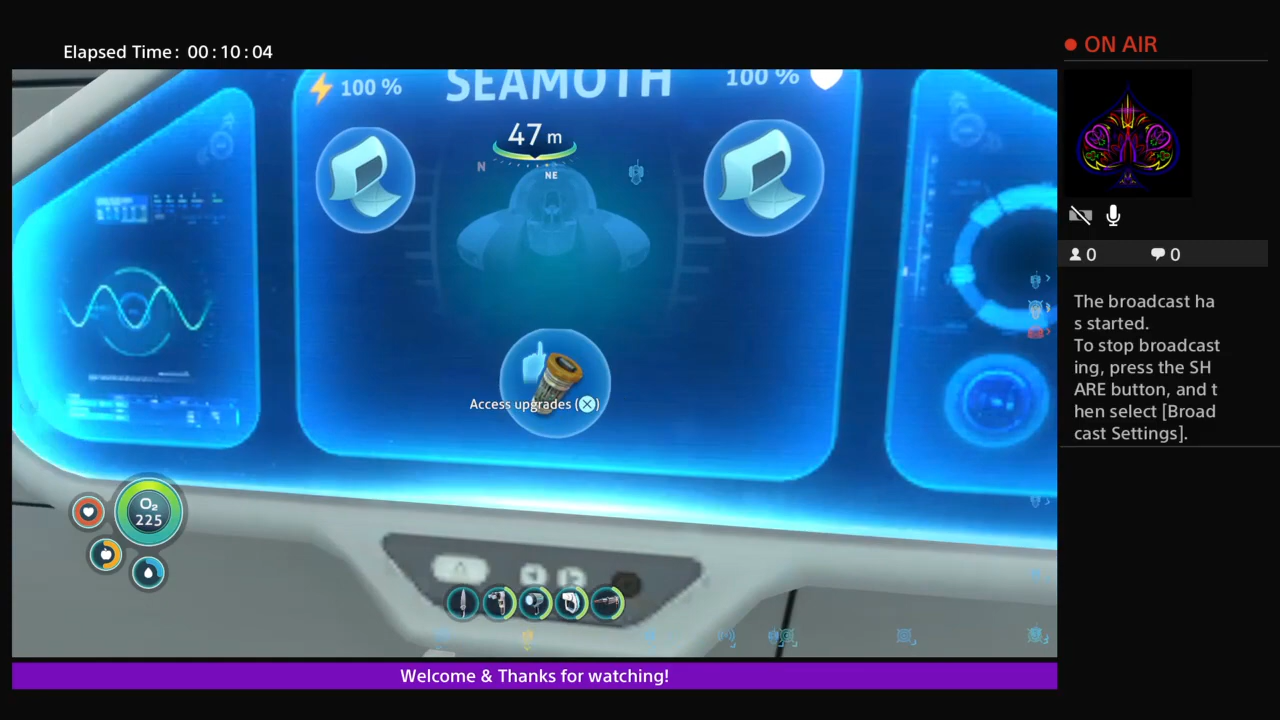 Elapsed Time: 00:10:04
ON AIR
100 %
SEAMOTH
100 %
47 m
N
NE
Access upgrades (X)
O₂
225
0
0
The broadcast ha
s started.
To stop broadcast
ing, press the SH
ARE button, and t
hen select [Broad
cast Settings].
Welcome & Thanks for watching!